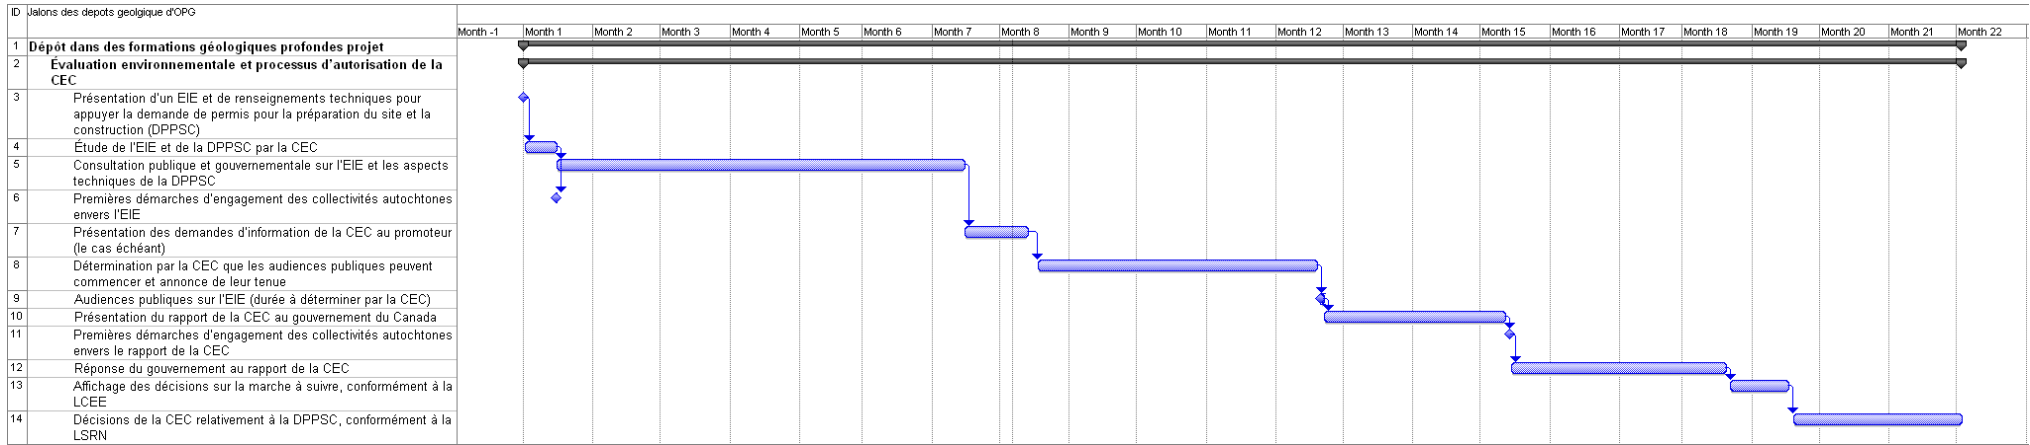 ID Jalons des depots geolgique d'OPG
Month -1 Month 1 Month 2 Month 3 Month 4 Month 5 Month 6 Month 7 Month 8 Month 9 Month 10 Month 11 Month 12 Month 13 Month 14 Month 15 Month 16 Month 17 Month 18 Month 19 Month 20 Month 21 Month 22
1 Dépôt dans des formations géologiques profondes projet
2 Évaluation environnementale et processus d'autorisation de la
CEC
3 Présentation d'un EIE et de renseignements techniques pour
appuyer la demande de permis pour la préparation du site et la
construction (DPPSC)
4 Étude de l'EIE et de la DPPSC par la CEC
5 Consultation publique et gouvernementale sur l'EIE et les aspects
techniques de la DPPSC
6 Premières démarches d'engagement des collectivités autochtones
envers l'EIE
7 Présentation des demandes d'information de la CEC au promoteur
(le cas échéant)
8 Détermination par la CEC que les audiences publiques peuvent
commencer et annonce de leur tenue
9 Audiences publiques sur l'EIE (durée à déterminer par la CEC)
10 Présentation du rapport de la CEC au gouvernement du Canada
11 Premières démarches d'engagement des collectivités autochtones
envers le rapport de la CEC
12 Réponse du gouvernement au rapport de la CEC
13 Affichage des décisions sur la marche à suivre, conformément à la
LCEE
14 Décisions de la CEC relativement à la DPPSC, conformément à la
LSRN